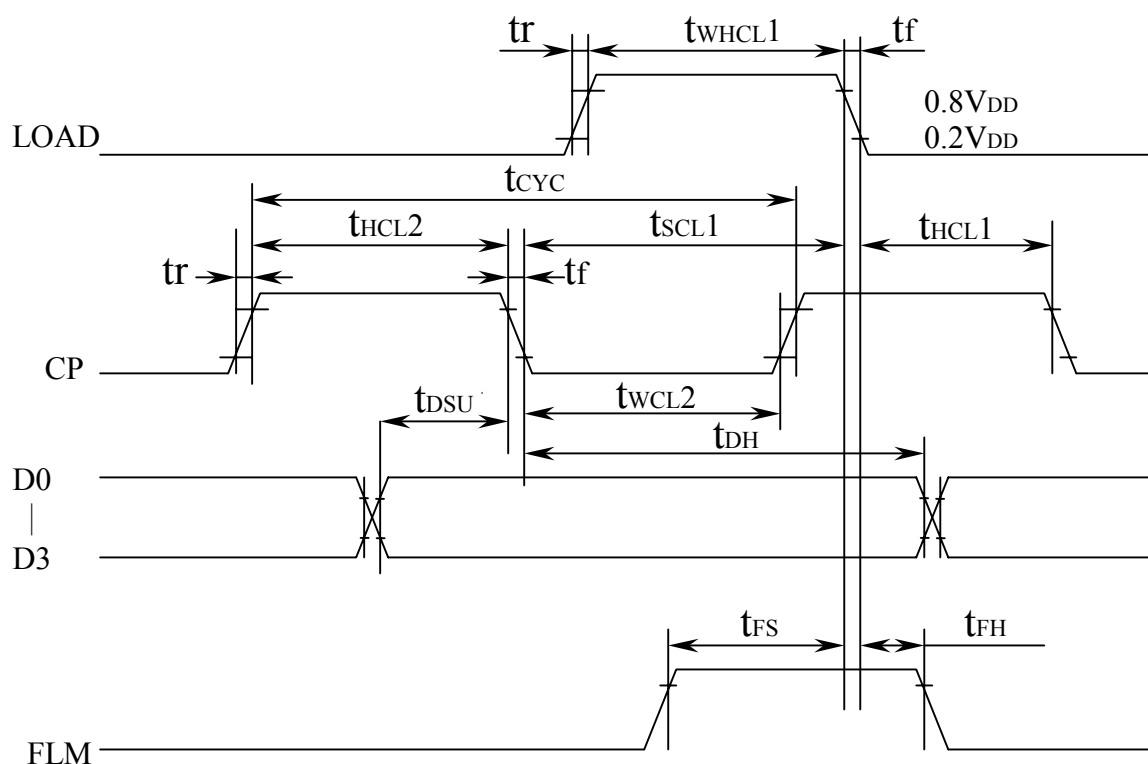 tr
tWHCL1
tf
LOAD
0.8VDD
0.2VDD
tCYC
tHCL2
tSCL1
tHCL1
tr
tf
CP
tDSU
tWCL2
tDH
D0
|
D3
tFS
tFH
FLM